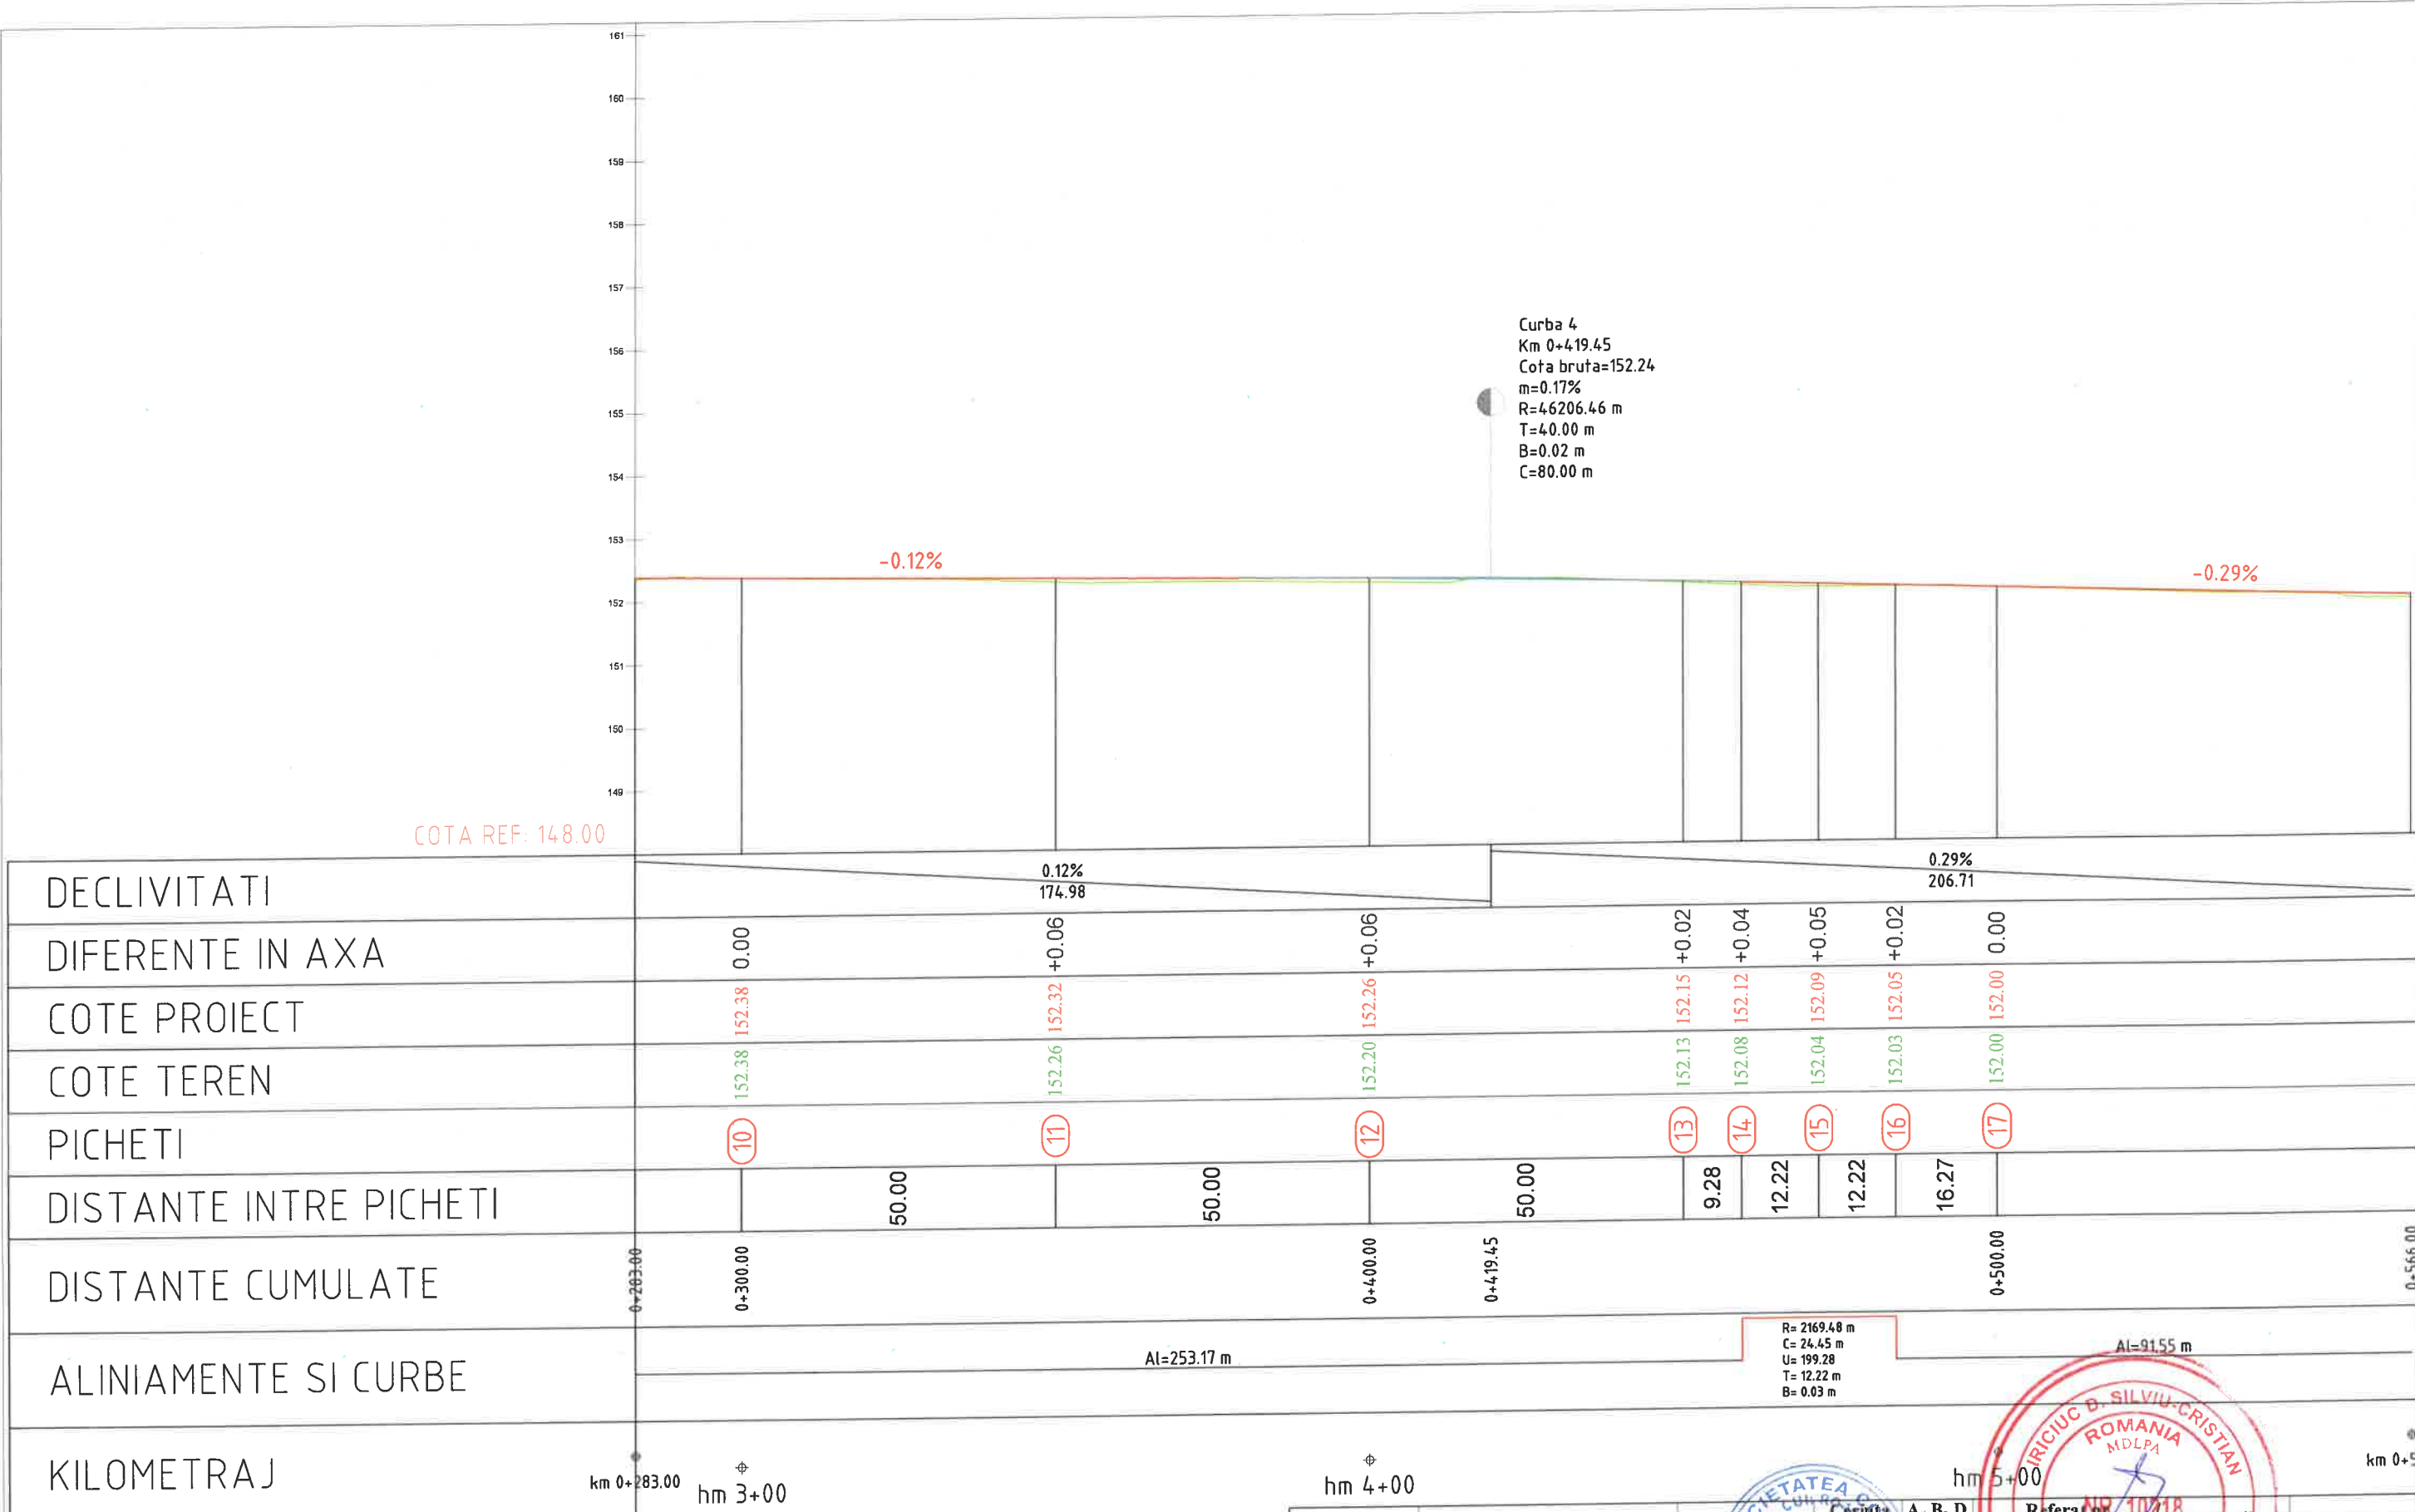 161
160
159
158
157
156
155
154
153
152
151
150
149
Curba 4
Km 0+419.45
Cota bruta=152.24
m=0.17%
R=46206.46 m
T=40.00 m
B=0.02 m
C=80.00 m
-0.12%
-0.29%
COTA REF: 148.00
DECLIVITATI
0.12%
174.98
0.29%
206.71
DIFERENTE IN AXA
0.00 +0.06 +0.06 +0.02 +0.04 +0.05 +0.02 0.00
COTE PROIECT
152.38 152.32 152.26 152.15 152.12 152.09 152.05 152.00
COTE TEREN
152.38 152.26 152.20 152.13 152.08 152.04 152.03 152.00
PICHETI
10 11 12 13 14 15 16 17
DISTANTE INTRE PICHETI
50.00 50.00 50.00 9.28 12.22 12.22 16.27
DISTANTE CUMULATE
0+283.00 0+300.00 0+400.00 0+419.45 0+500.00 0+566.00
ALINIAMENTE SI CURBE
Al=253.17 m
R= 2169.48 m
C= 24.45 m
U= 199.28
T= 12.22 m
B= 0.03 m
Al=91.55 m
KILOMETRAJ
km 0+283.00
hm 3+00
hm 4+00
hm 5+00
km 0+5
IRICIUC D. SILVIU-CRISTIAN
ROMANIA
MDLPA
A. B. D